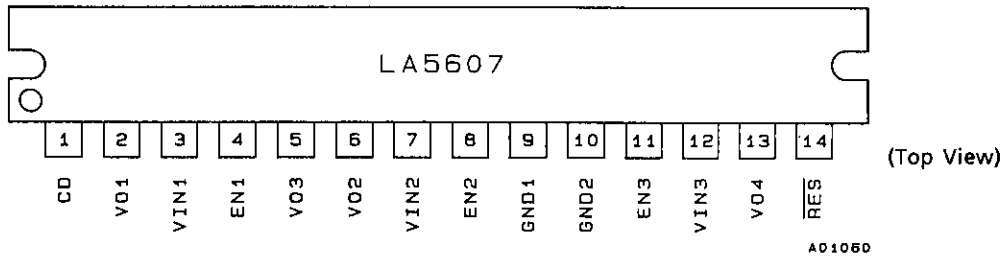 LA5607
1 2 3 4 5 6 7 8 9 10 11 12 13 14
CD VO1 VIN1 EN1 VO3 VO2 VIN2 EN2 GND1 GND2 EN3 VIN3 VO4 R̅E̅S̅
(Top View)
A01060